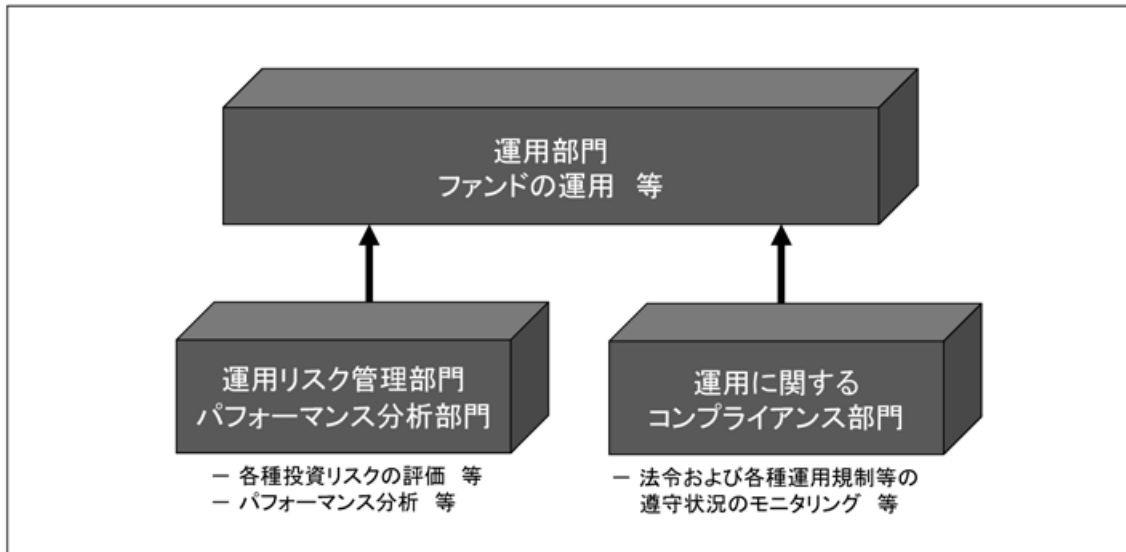 運用部門
ファンドの運用 等
運用リスク管理部門
パフォーマンス分析部門
運用に関する
コンプライアンス部門
－ 各種投資リスクの評価 等
－ パフォーマンス分析 等
－ 法令および各種運用規制等の
遵守状況のモニタリング 等